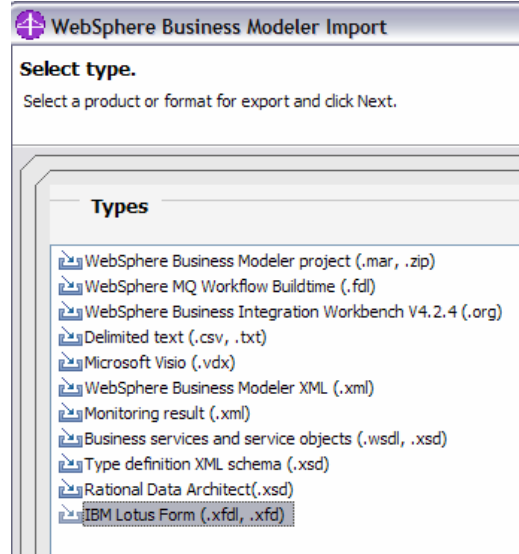 WebSphere Business Modeler Import
Select type.
Select a product or format for export and click Next.
Types
WebSphere Business Modeler project (.mar, .zip)
WebSphere MQ Workflow Buildtime (.fdl)
WebSphere Business Integration Workbench V4.2.4 (.org)
Delimited text (.csv, .txt)
Microsoft Visio (.vdx)
WebSphere Business Modeler XML (.xml)
Monitoring result (.xml)
Business services and service objects (.wsdl, .xsd)
Type definition XML schema (.xsd)
Rational Data Architect(.xsd)
IBM Lotus Form (.xfdl, .xfd)